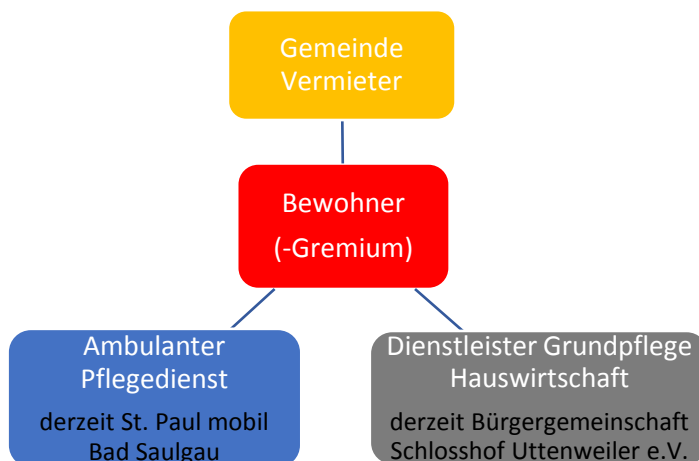 Gemeinde
Vermieter
Bewohner
(-Gremium)
Ambulanter
Pflegedienst
derzeit St. Paul mobil
Bad Saulgau
Dienstleister Grundpflege
Hauswirtschaft
derzeit Bürgergemeinschaft
Schlosshof Uttenweiler e.V.